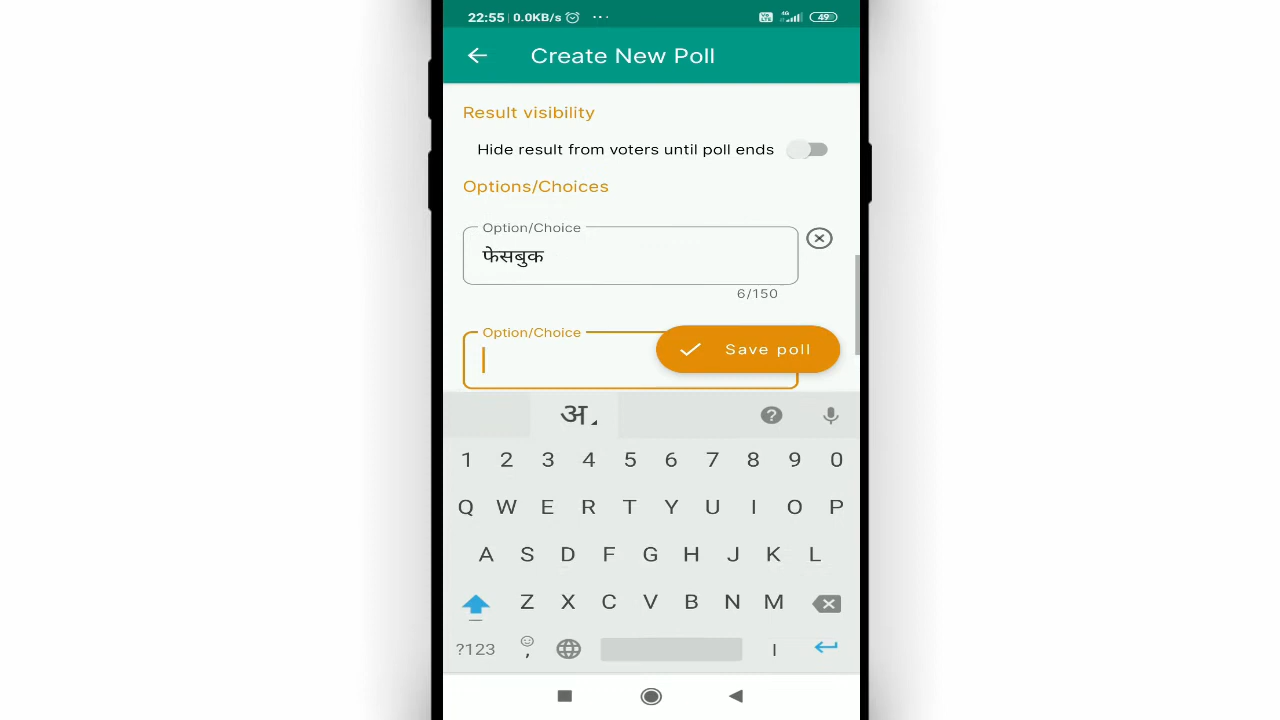 22:55 0.0KB/s ...
4G 49
Create New Poll
Result visibility
Hide result from voters until poll ends
Options/Choices
Option/Choice
फेसबुक
6/150
Option/Choice
Save poll
अ
1 2 3 4 5 6 7 8 9 0
Q W E R T Y U I O P
A S D F G H J K L
Z X C V B N M
?123 , ।